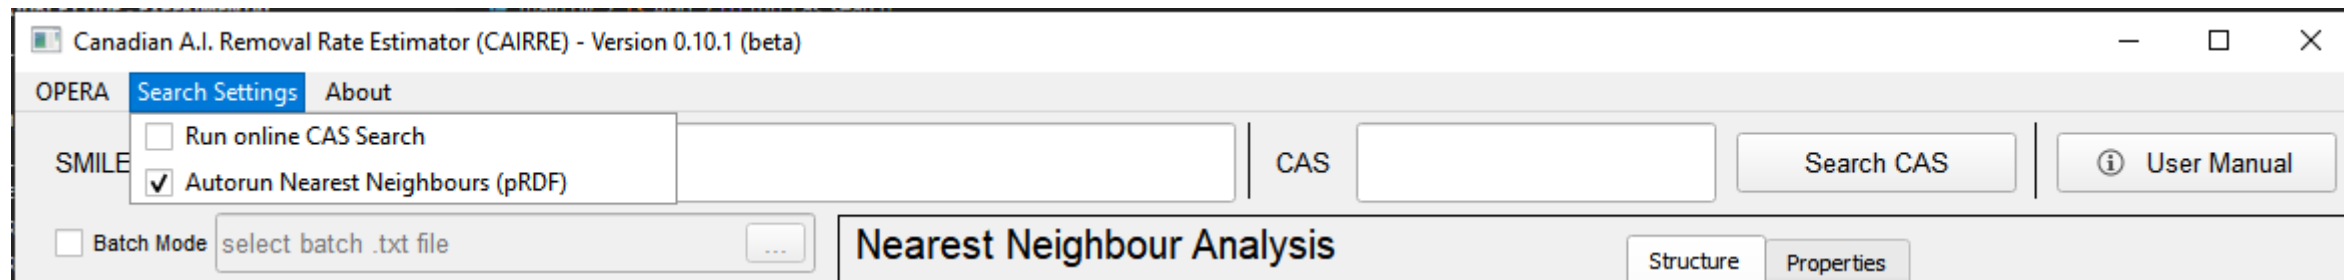 Canadian A.I. Removal Rate Estimator (CAIRRE) - Version 0.10.1 (beta)
OPERA Search Settings About
Run online CAS Search
Autorun Nearest Neighbours (pRDF)
SMILE
CAS
Search CAS
User Manual
Batch Mode select batch .txt file ...
Nearest Neighbour Analysis
Structure Properties